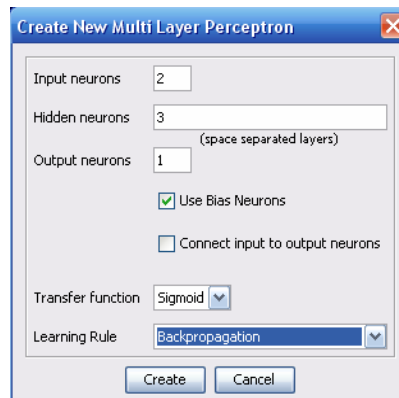 Create New Multi Layer Perceptron
Input neurons 2
Hidden neurons 3
(space separated layers)
Output neurons 1
Use Bias Neurons
Connect input to output neurons
Transfer function Sigmoid
Learning Rule Backpropagation
Create Cancel